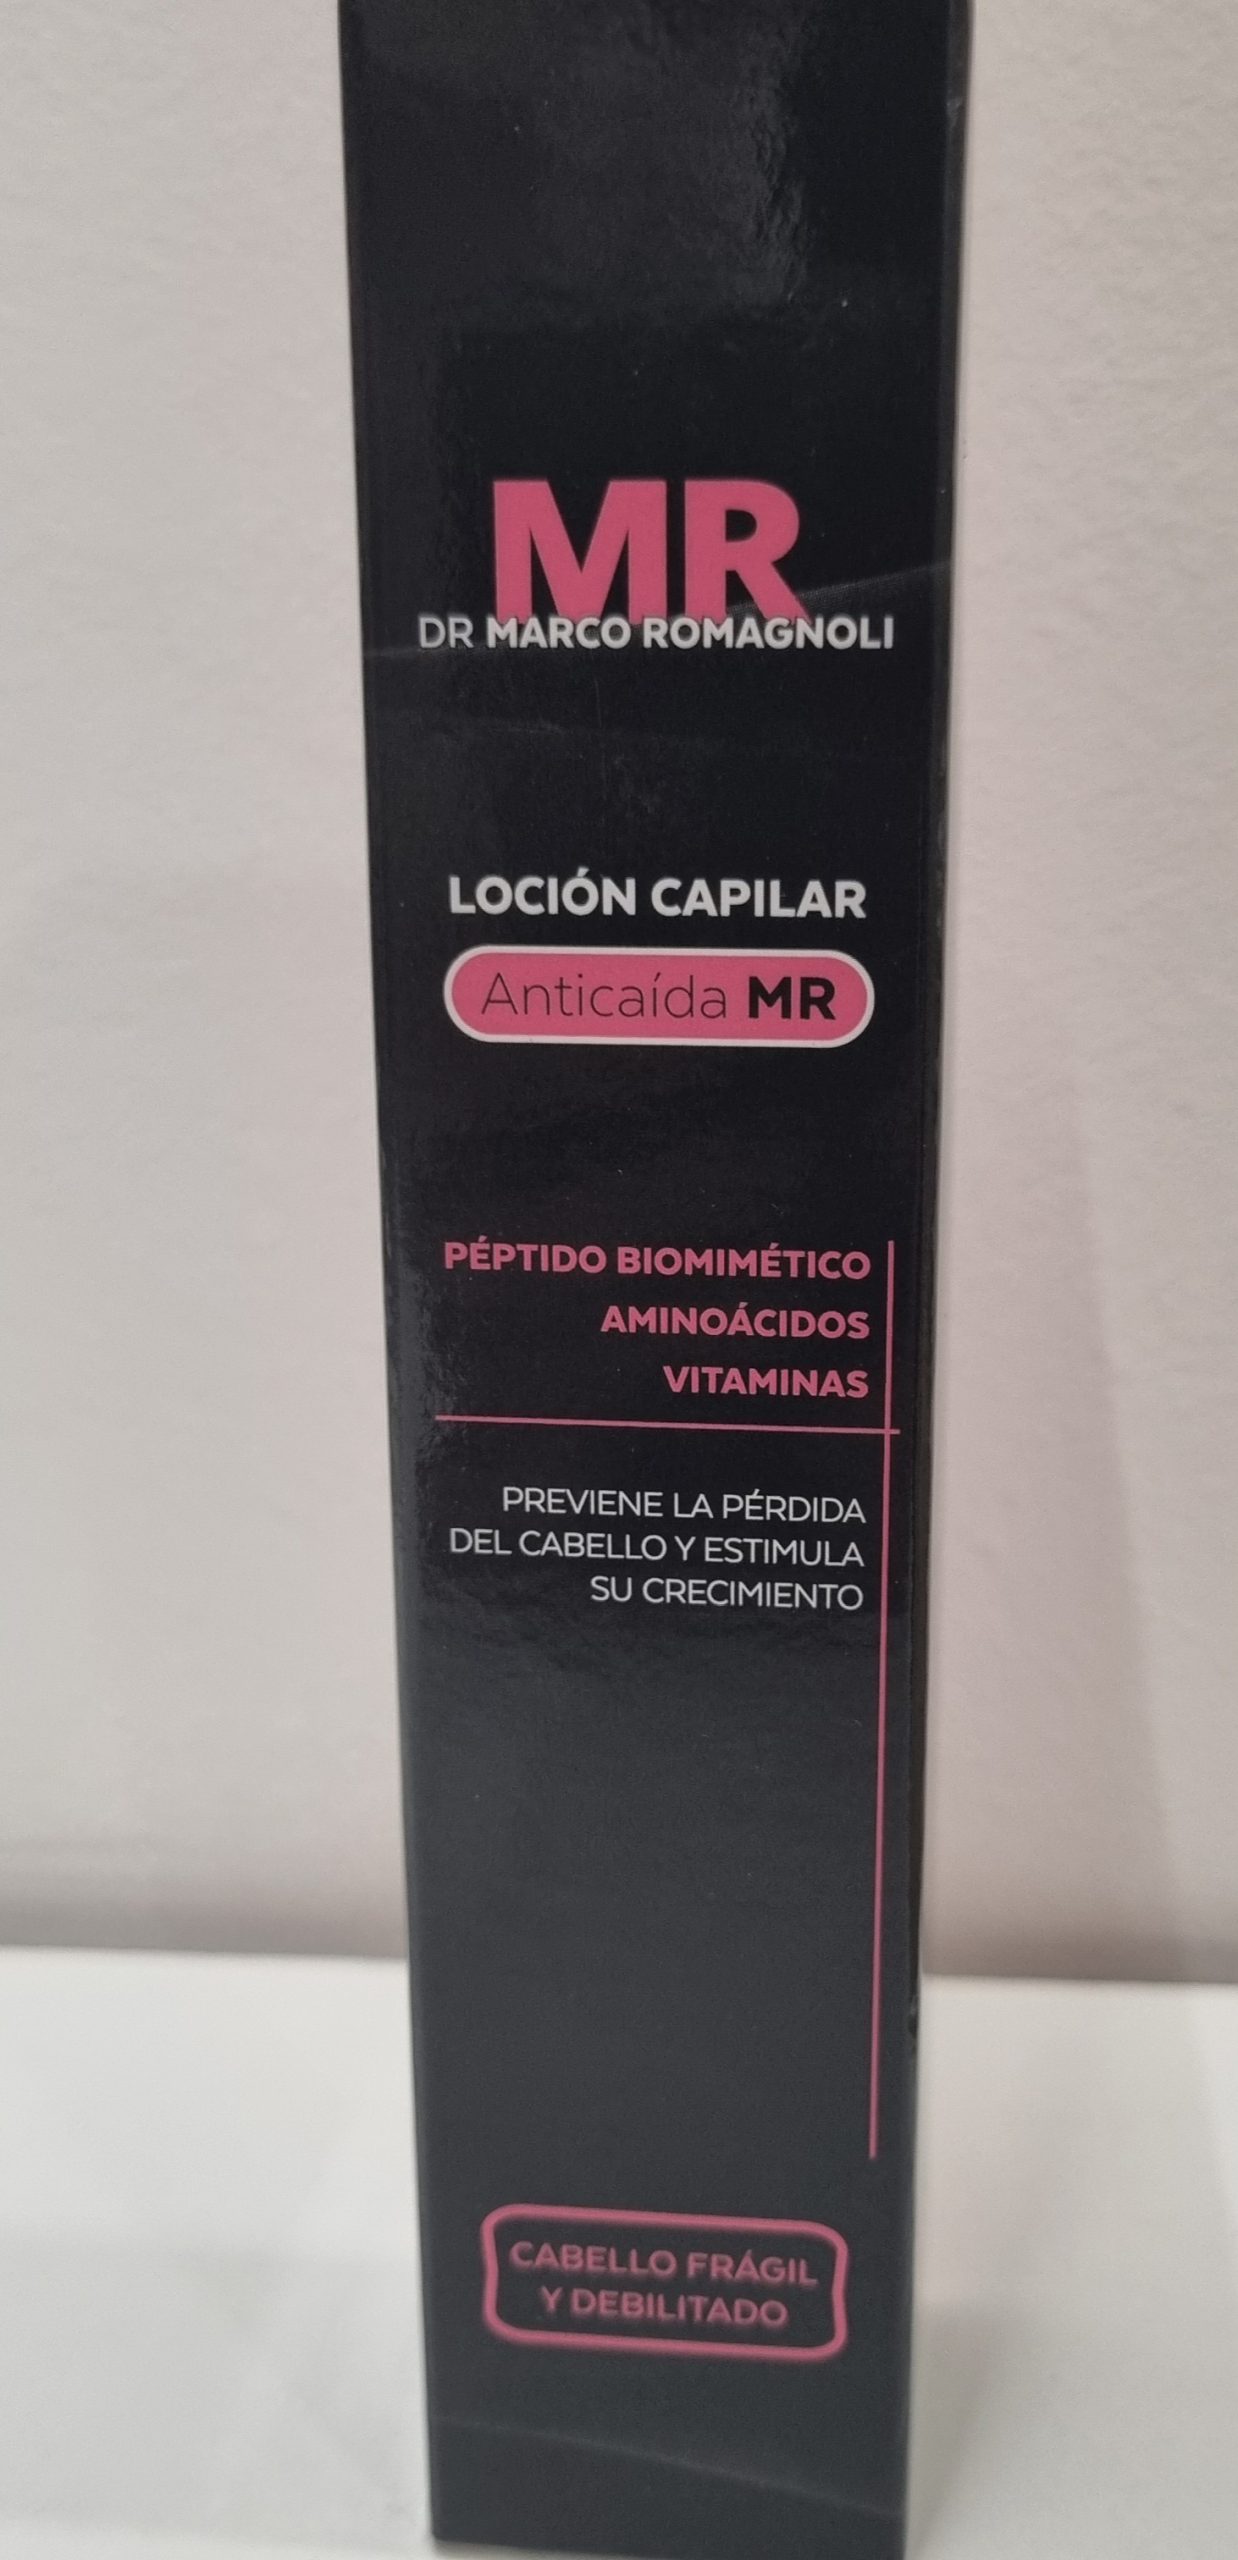 MR
DR MARCO ROMAGNOLI
LOCIÓN CAPILAR
Anticaída MR
PÉPTIDO BIOMIMÉTICO
AMINOÁCIDOS
VITAMINAS
PREVIENE LA PÉRDIDA
DEL CABELLO Y ESTIMULA
SU CRECIMIENTO
CABELLO FRÁGIL
Y DEBILITADO